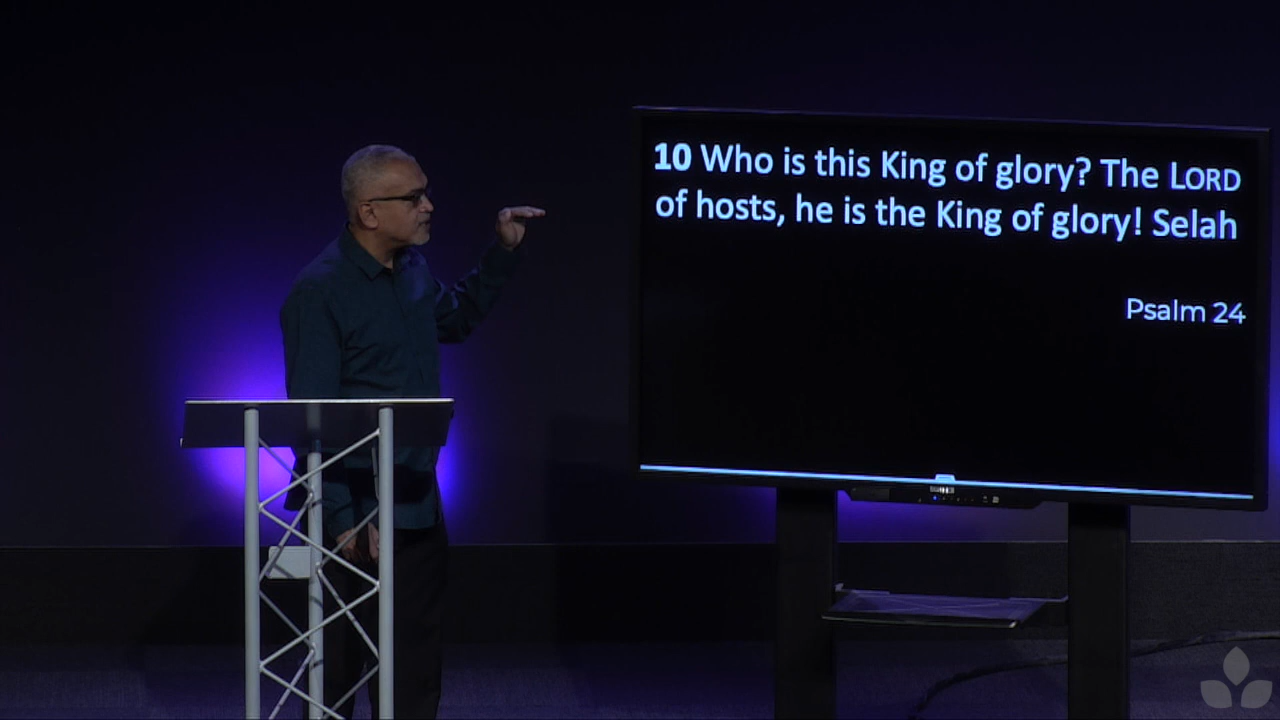 10 Who is this King of glory? The LORD
of hosts, he is the King of glory! Selah
Psalm 24